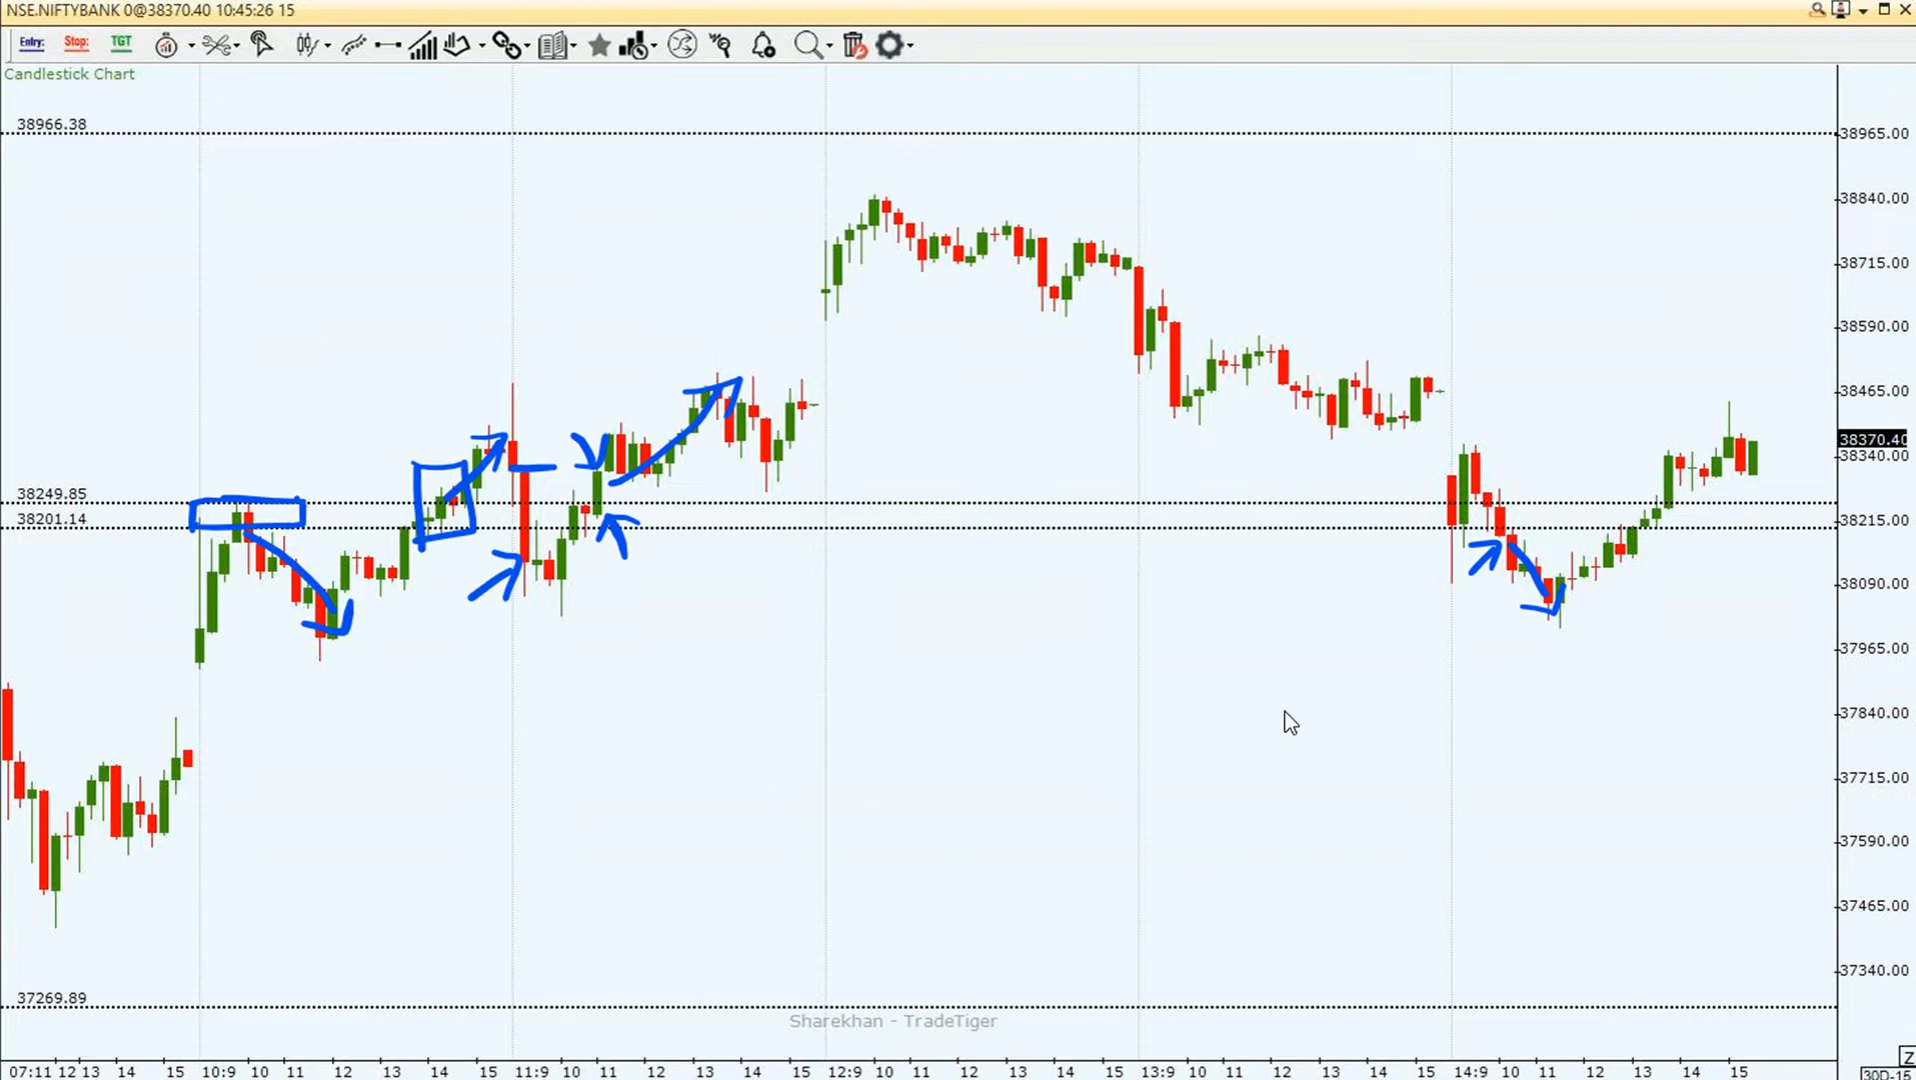 NSE.NIFTYBANK 0@38370.40 10:45:26 15
Entry: Stop: TGT
Candlestick Chart
38966.38
38965.00
38840.00
38715.00
38590.00
38465.00
38370.40
38340.00
38249.85
38201.14
38215.00
38090.00
37965.00
37840.00
37715.00
37590.00
37465.00
37340.00
37269.89
Sharekhan - TradeTiger
07:11 12 13 14 15 10:9 10 11 12 13 14 15 11:9 10 11 12 13 14 15 12:9 10 11 12 13 14 15 13:9 10 11 12 13 14 15 14:9 10 11 12 13 14 15
Z
30D-15